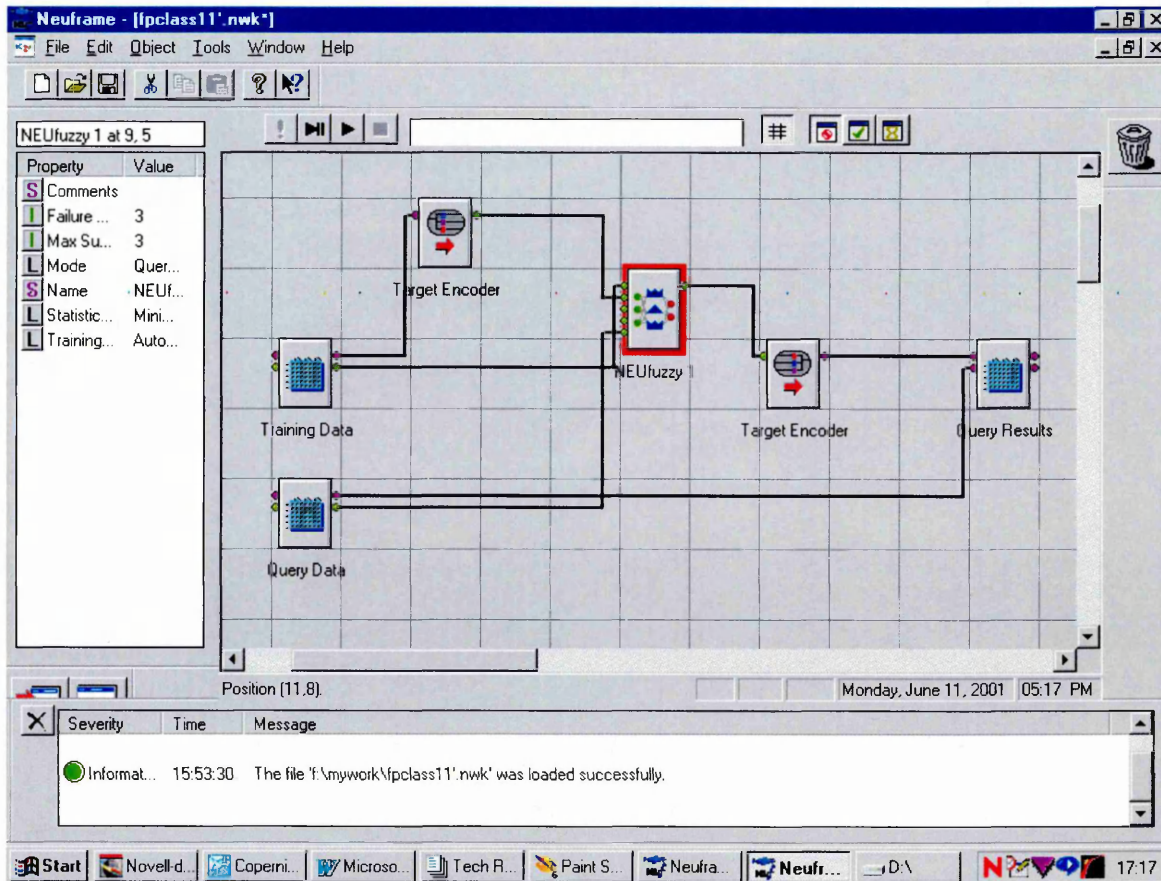 Neuframe - [fpclass11'.nwk*]
File Edit Object Tools Window Help
NEUfuzzy 1 at 9, 5
Property Value
Comments
Failure ... 3
Max Su... 3
Mode Quer...
Name NEUf...
Statistic... Mini...
Training... Auto...
Target Encoder
NEUfuzzy 1
Training Data
Target Encoder
Query Results
Query Data
Position (11,8).
Monday, June 11, 2001 05:17 PM
Severity Time Message
Informat... 15:53:30 The file 'f:\mywork\fpclass11'.nwk' was loaded successfully.
Start Novell-d... Coperni... Microso... Tech R... Paint S... Neufra... Neufr... D:\ N 17:17